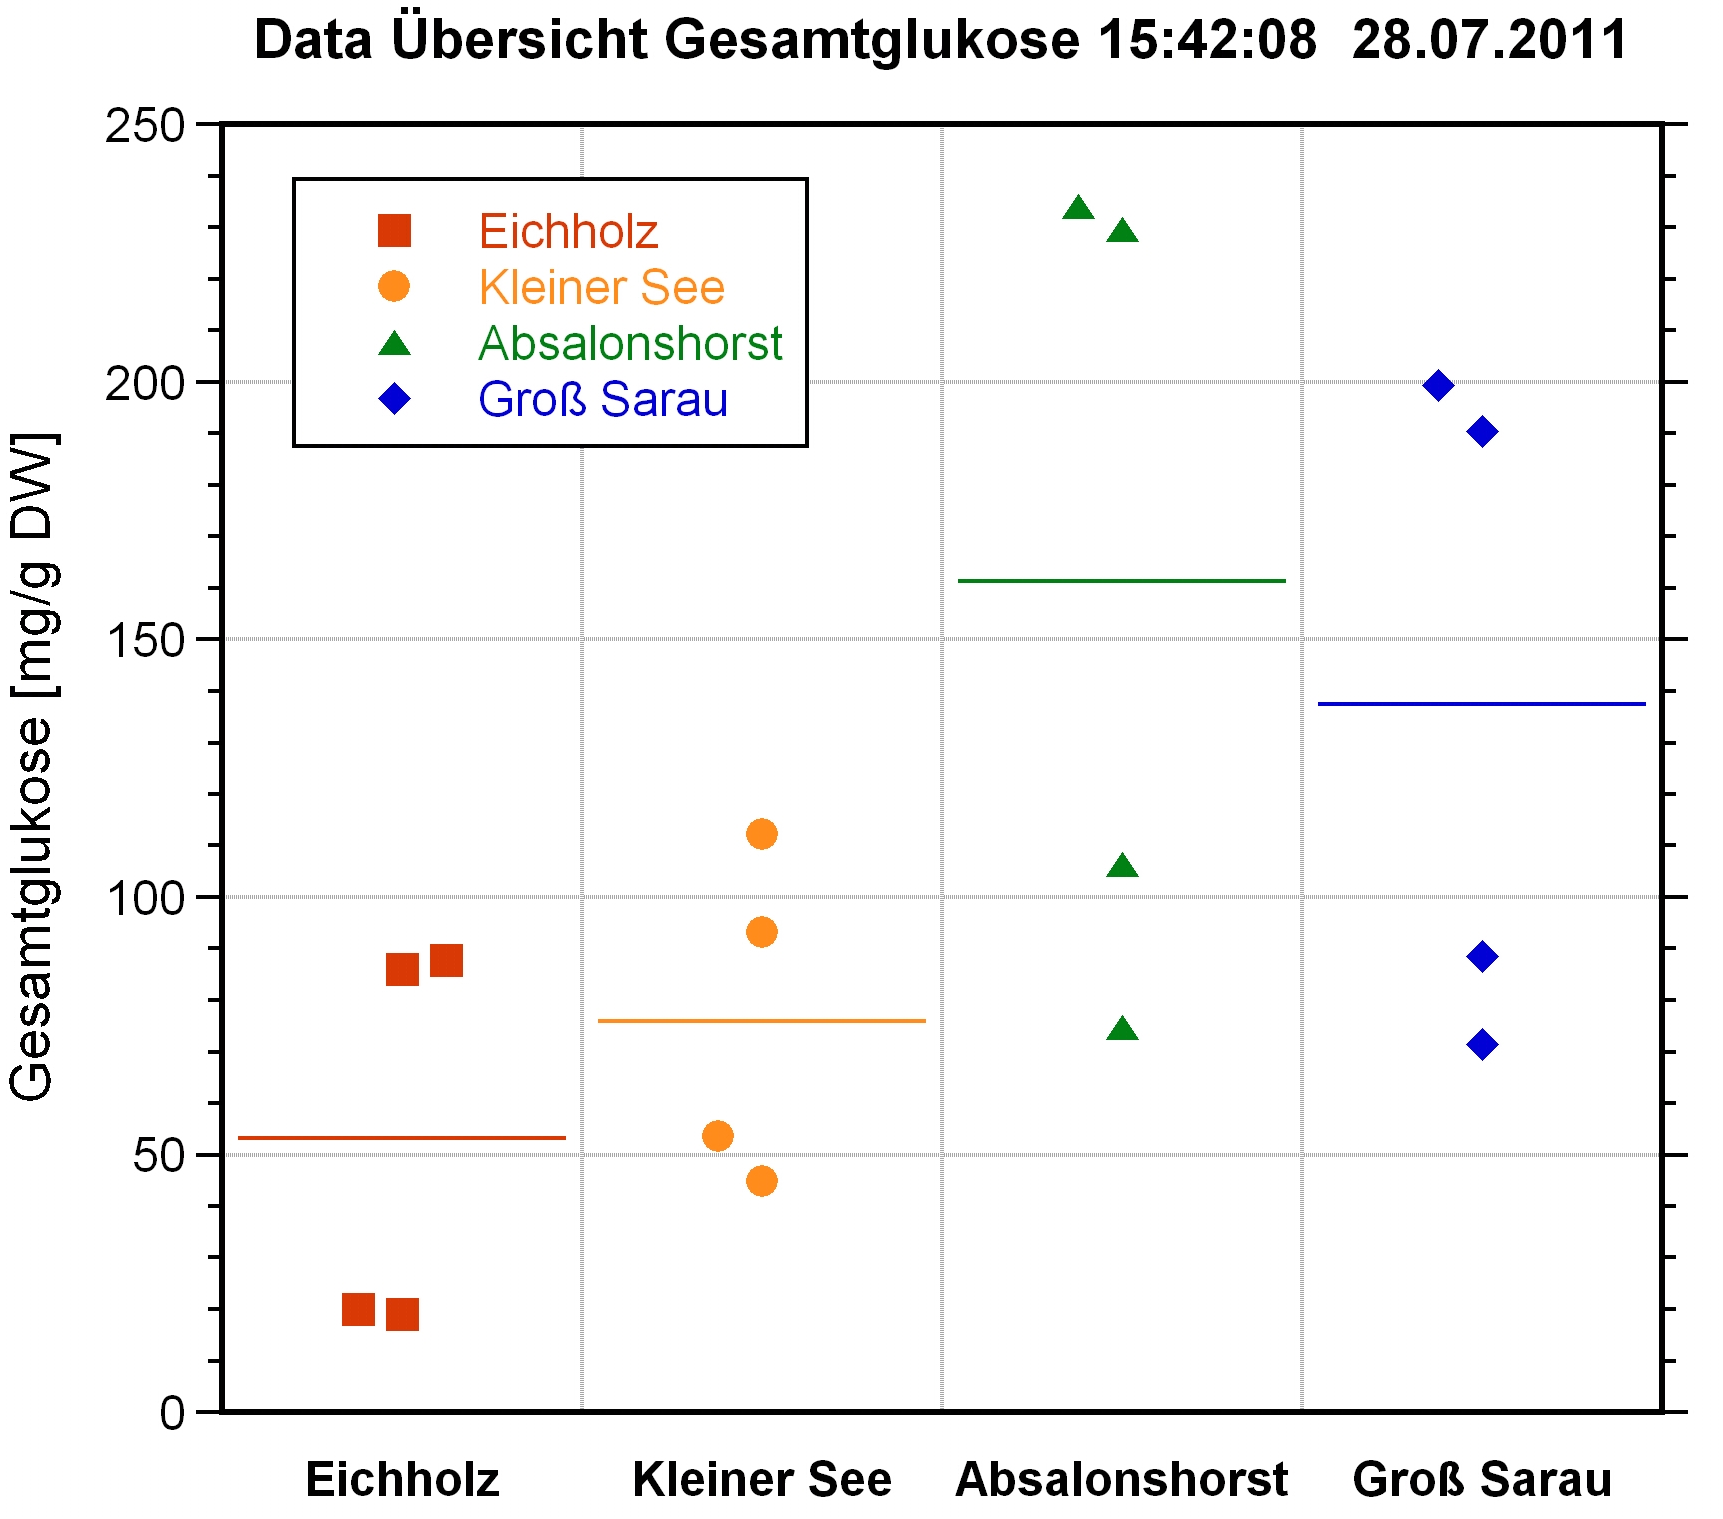 Data Übersicht Gesamtglukose 15:42:08  28.07.2011
Gesamtglukose [mg/g DW]
250
200
150
100
50
0
Eichholz
Kleiner See
Absalonshorst
Groß Sarau
Eichholz Kleiner See Absalonshorst Groß Sarau